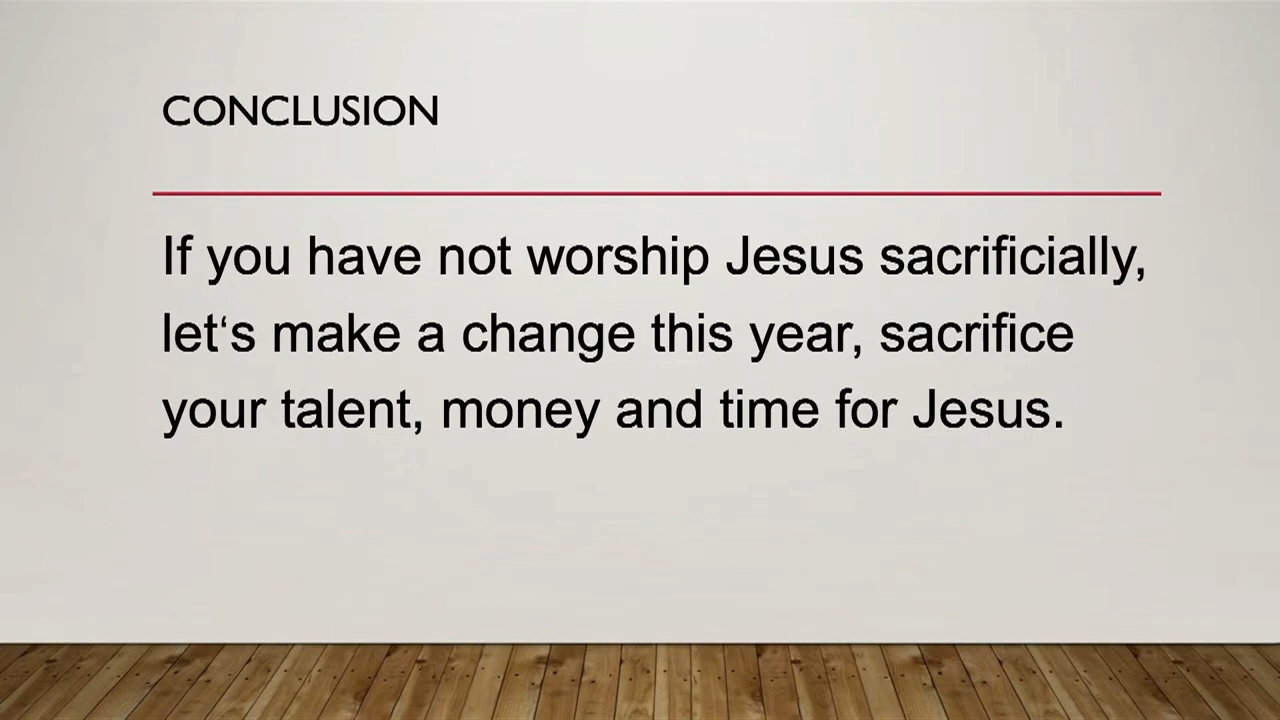 CONCLUSION
If you have not worship Jesus sacrificially,
let‘s make a change this year, sacrifice
your talent, money and time for Jesus.